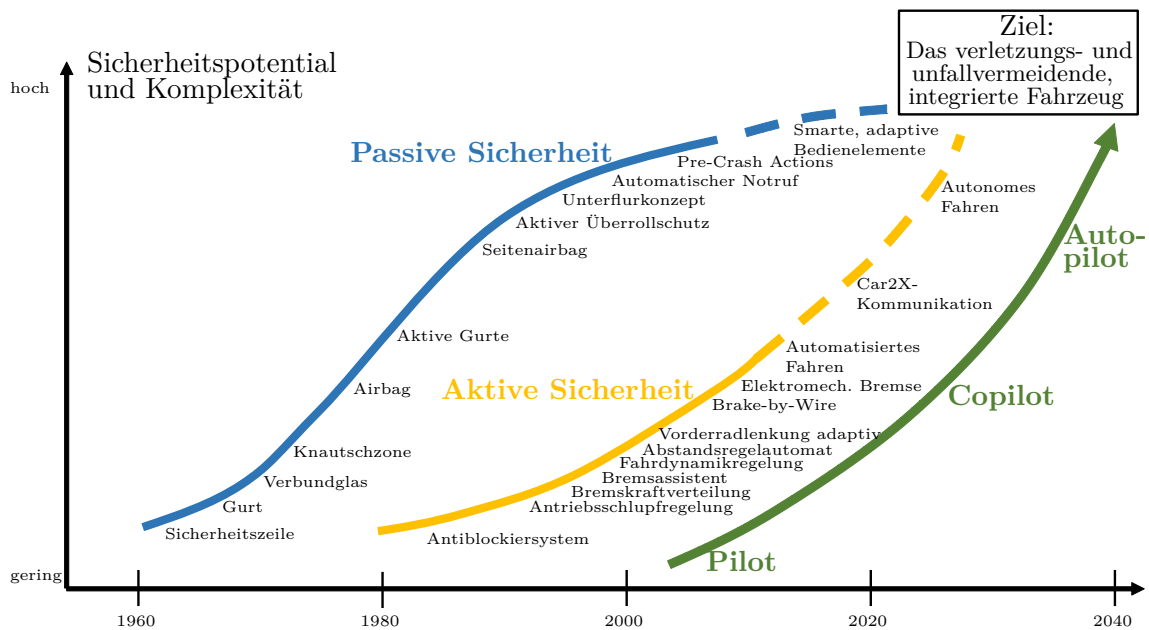 Ziel:
Das verletzungs- und
unfallvermeidende,
integrierte Fahrzeug
Sicherheitspotential
und Komplexität
hoch
Passive Sicherheit
Smarte, adaptive
Bedienelemente
Pre-Crash Actions
Automatischer Notruf
Unterflurkonzept
Aktiver Überrollschutz
Seitenairbag
Aktive Gurte
Airbag
Knautschzone
Verbundglas
Gurt
Sicherheitszeile
Autonomes
Fahren
Car2X-
Kommunikation
Automatisiertes
Fahren
Aktive Sicherheit
Elektromech. Bremse
Brake-by-Wire
Vorderradlenkung adaptiv
Abstandsregelautomat
Fahrdynamikregelung
Bremsassistent
Bremskraftverteilung
Antriebsschlupfregelung
Antiblockiersystem
Auto-
pilot
Copilot
Pilot
gering
1960
1980
2000
2020
2040